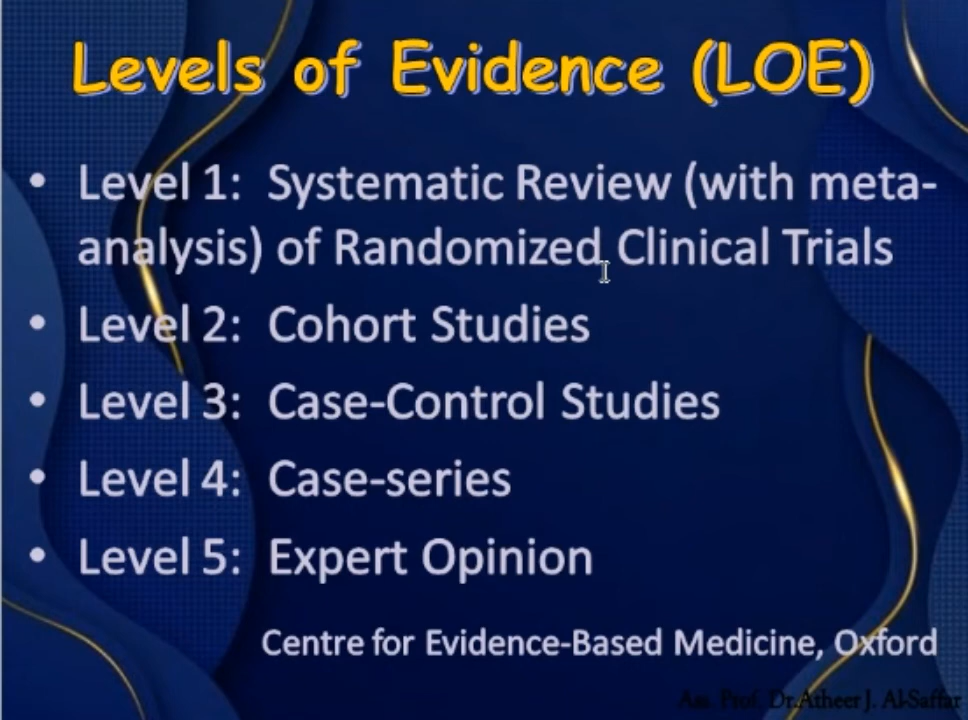 Levels of Evidence (LOE)
• Level 1: Systematic Review (with meta-
analysis) of Randomized Clinical Trials
• Level 2: Cohort Studies
• Level 3: Case-Control Studies
• Level 4: Case-series
• Level 5: Expert Opinion
Centre for Evidence-Based Medicine, Oxford
Ass. Prof. Dr.Atheer J. Al-Saffar